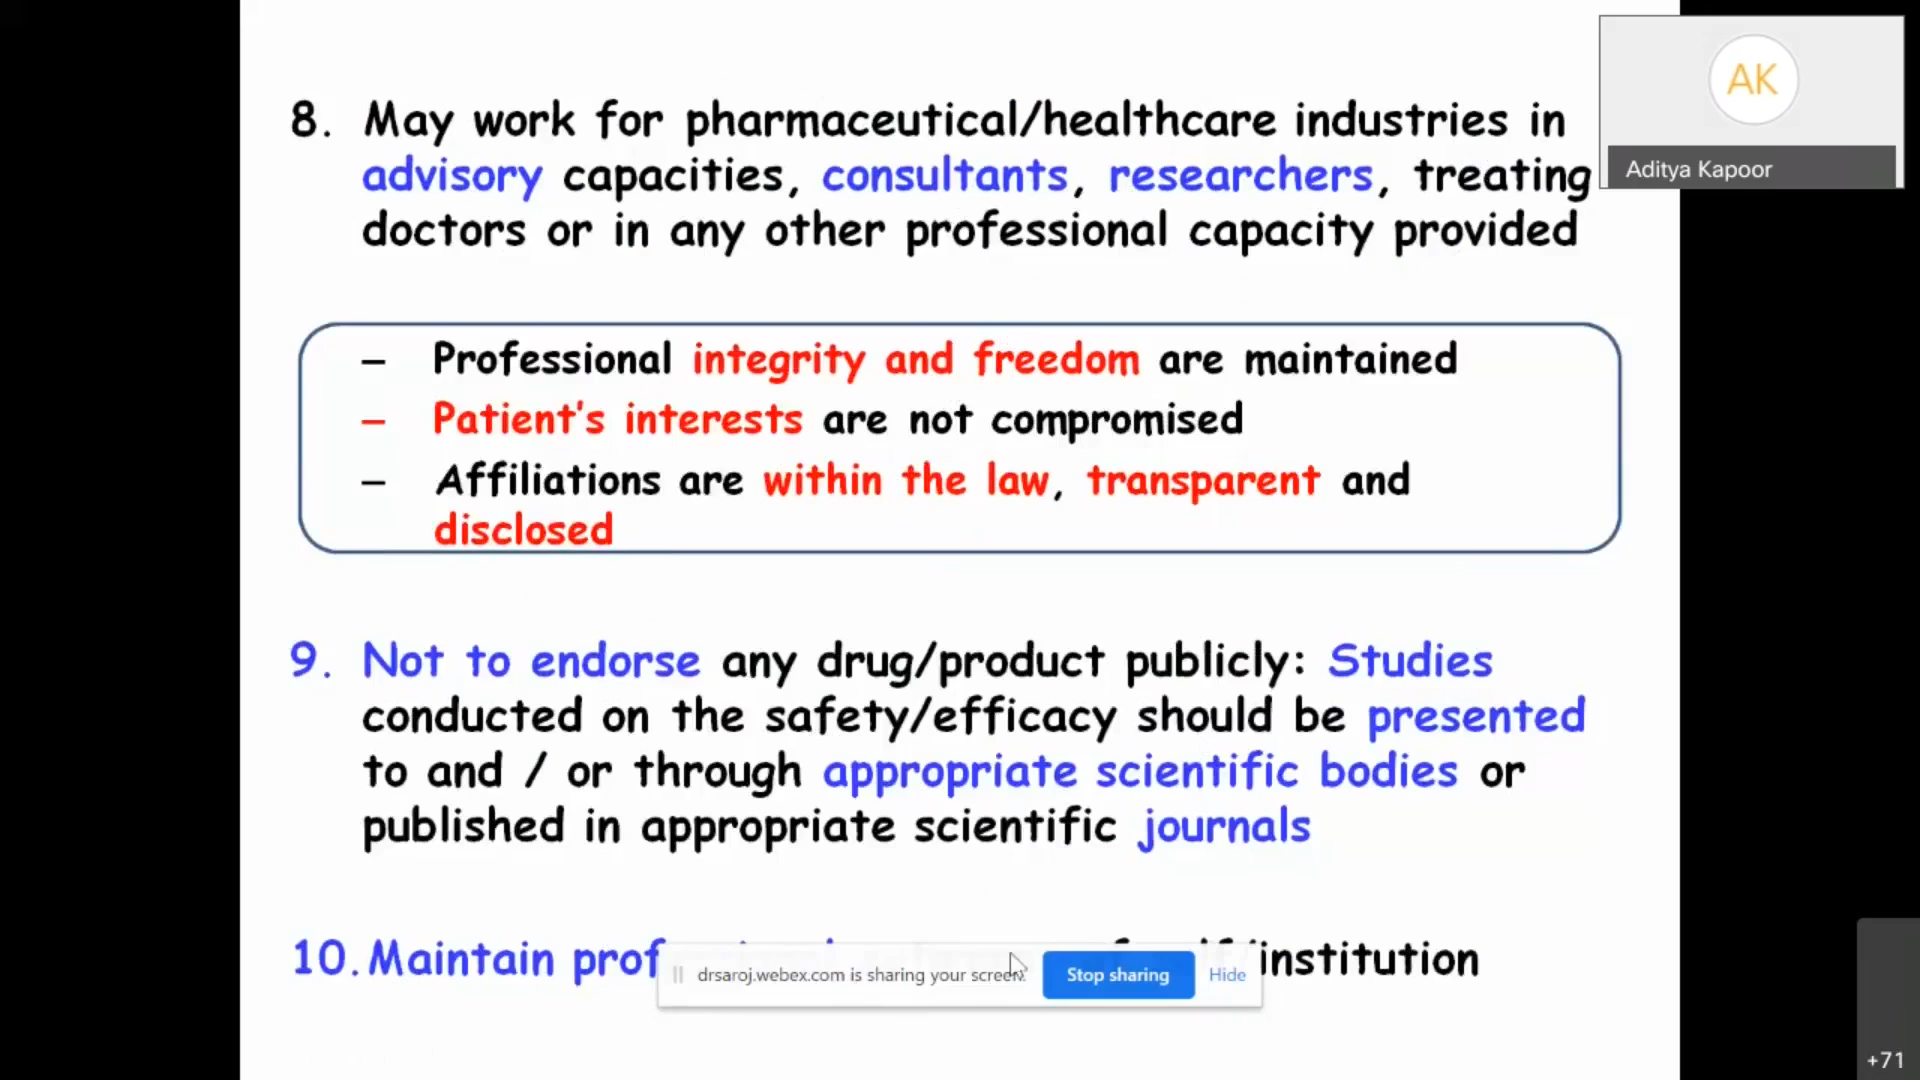 8. May work for pharmaceutical/healthcare industries in
advisory capacities, consultants, researchers, treating
doctors or in any other professional capacity provided
– Professional integrity and freedom are maintained
– Patient's interests are not compromised
– Affiliations are within the law, transparent and
disclosed
9. Not to endorse any drug/product publicly: Studies
conducted on the safety/efficacy should be presented
to and / or through appropriate scientific bodies or
published in appropriate scientific journals
10. Maintain institution
drsaroj.webex.com is sharing your screen.
Stop sharing
Hide
AK
Aditya Kapoor
+71